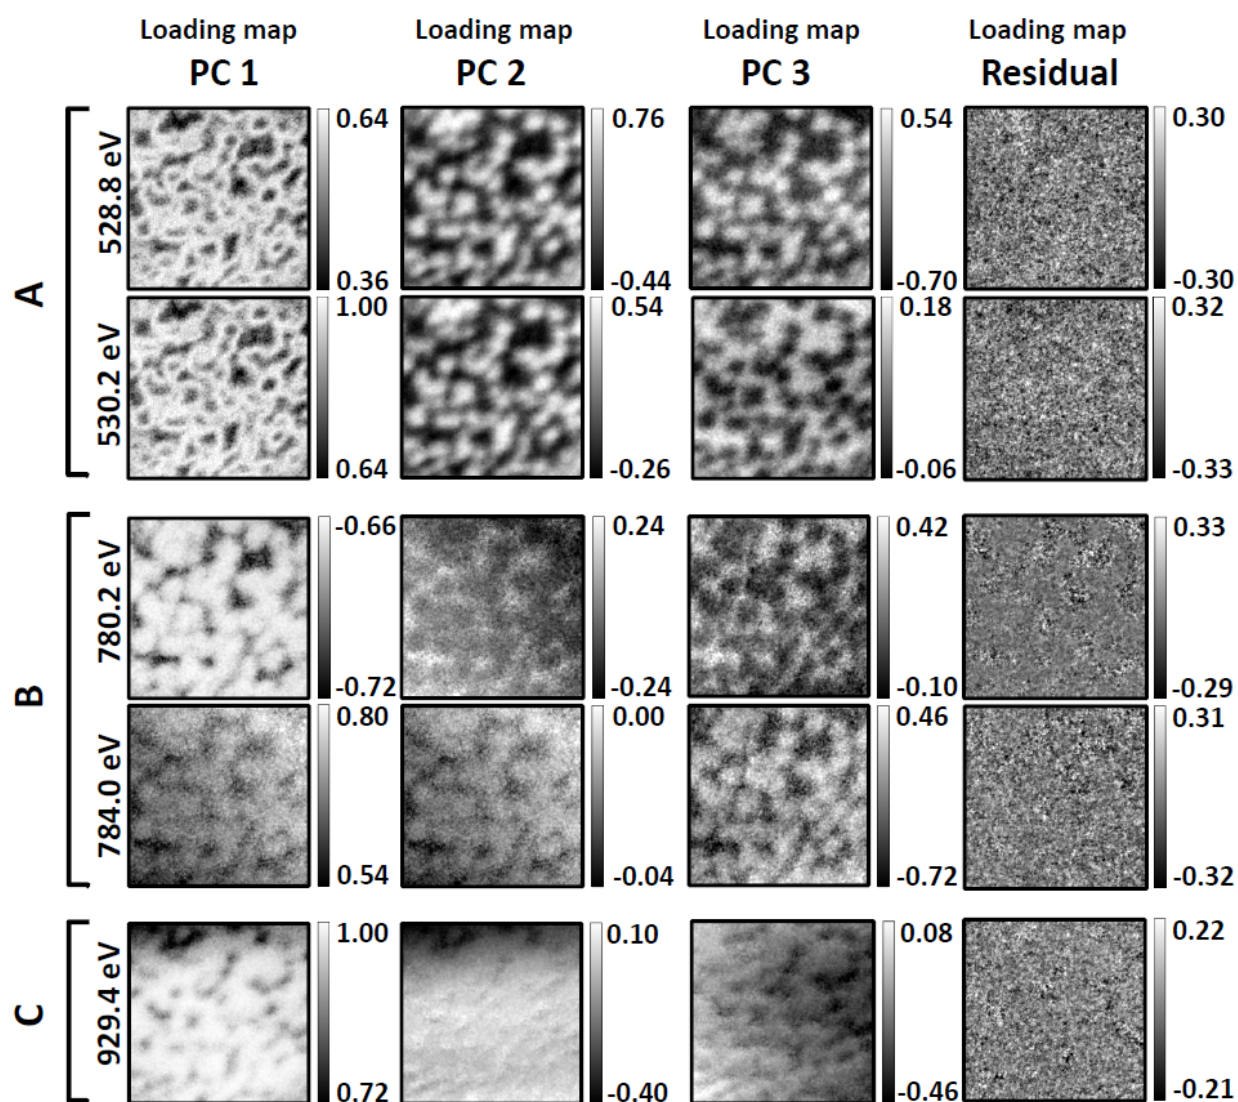 Loading map Loading map Loading map Loading map
PC 1 PC 2 PC 3 Residual
A
528.8 eV
0.64 0.76 0.54 0.30
0.36 -0.44 -0.70 -0.30
530.2 eV
1.00 0.54 0.18 0.32
0.64 -0.26 -0.06 -0.33
B
780.2 eV
-0.66 0.24 0.42 0.33
-0.72 -0.24 -0.10 -0.29
784.0 eV
0.80 0.00 0.46 0.31
0.54 -0.04 -0.72 -0.32
C
929.4 eV
1.00 0.10 0.08 0.22
0.72 -0.40 -0.46 -0.21